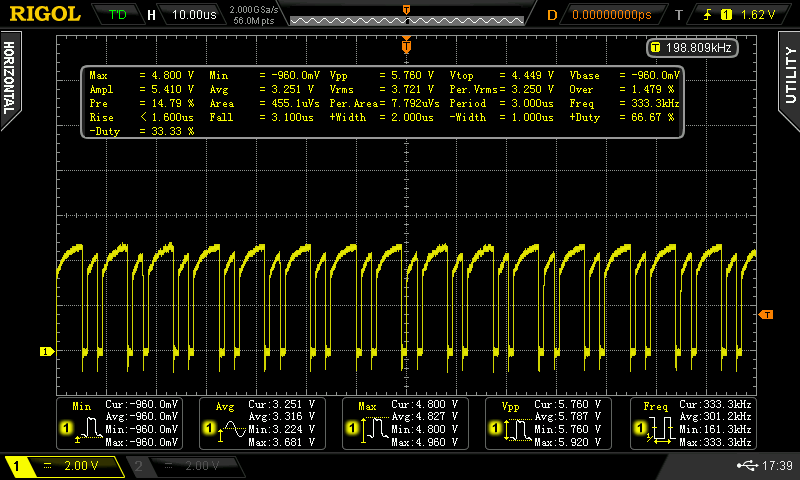 RIGOL T'D H 10.00us 2.000GSa/s 56.0M pts T D 0.00000000ps T 1 1.62 V
HORIZONTAL
UTILITY
T
T 198.809kHz
Max = 4.800 V Min = -960.0mV Vpp = 5.760 V Vtop = 4.449 V Vbase = -960.0mV
Ampl = 5.410 V Avg = 3.251 V Vrms = 3.721 V Per.Vrms= 3.250 V Over = 1.479 %
Pre = 14.79 % Area = 455.1uVs Per.Area= 7.792uVs Period = 3.000us Freq = 333.3kHz
Rise < 1.600us Fall = 3.100us +Width = 2.000us -Width = 1.000us +Duty = 66.67 %
-Duty = 33.33 %
T
1
1 Min Cur:-960.0mV
Avg:-960.0mV
Min:-960.0mV
Max:-960.0mV
1 Avg Cur:3.251 V
Avg:3.316 V
Min:3.224 V
Max:3.681 V
1 Max Cur:4.800 V
Avg:4.827 V
Min:4.800 V
Max:4.960 V
1 Vpp Cur:5.760 V
Avg:5.787 V
Min:5.760 V
Max:5.920 V
1 Freq Cur:333.3kHz
Avg:301.2kHz
Min:161.3kHz
Max:333.3kHz
1 2.00 V 2 2.00 V 17:39